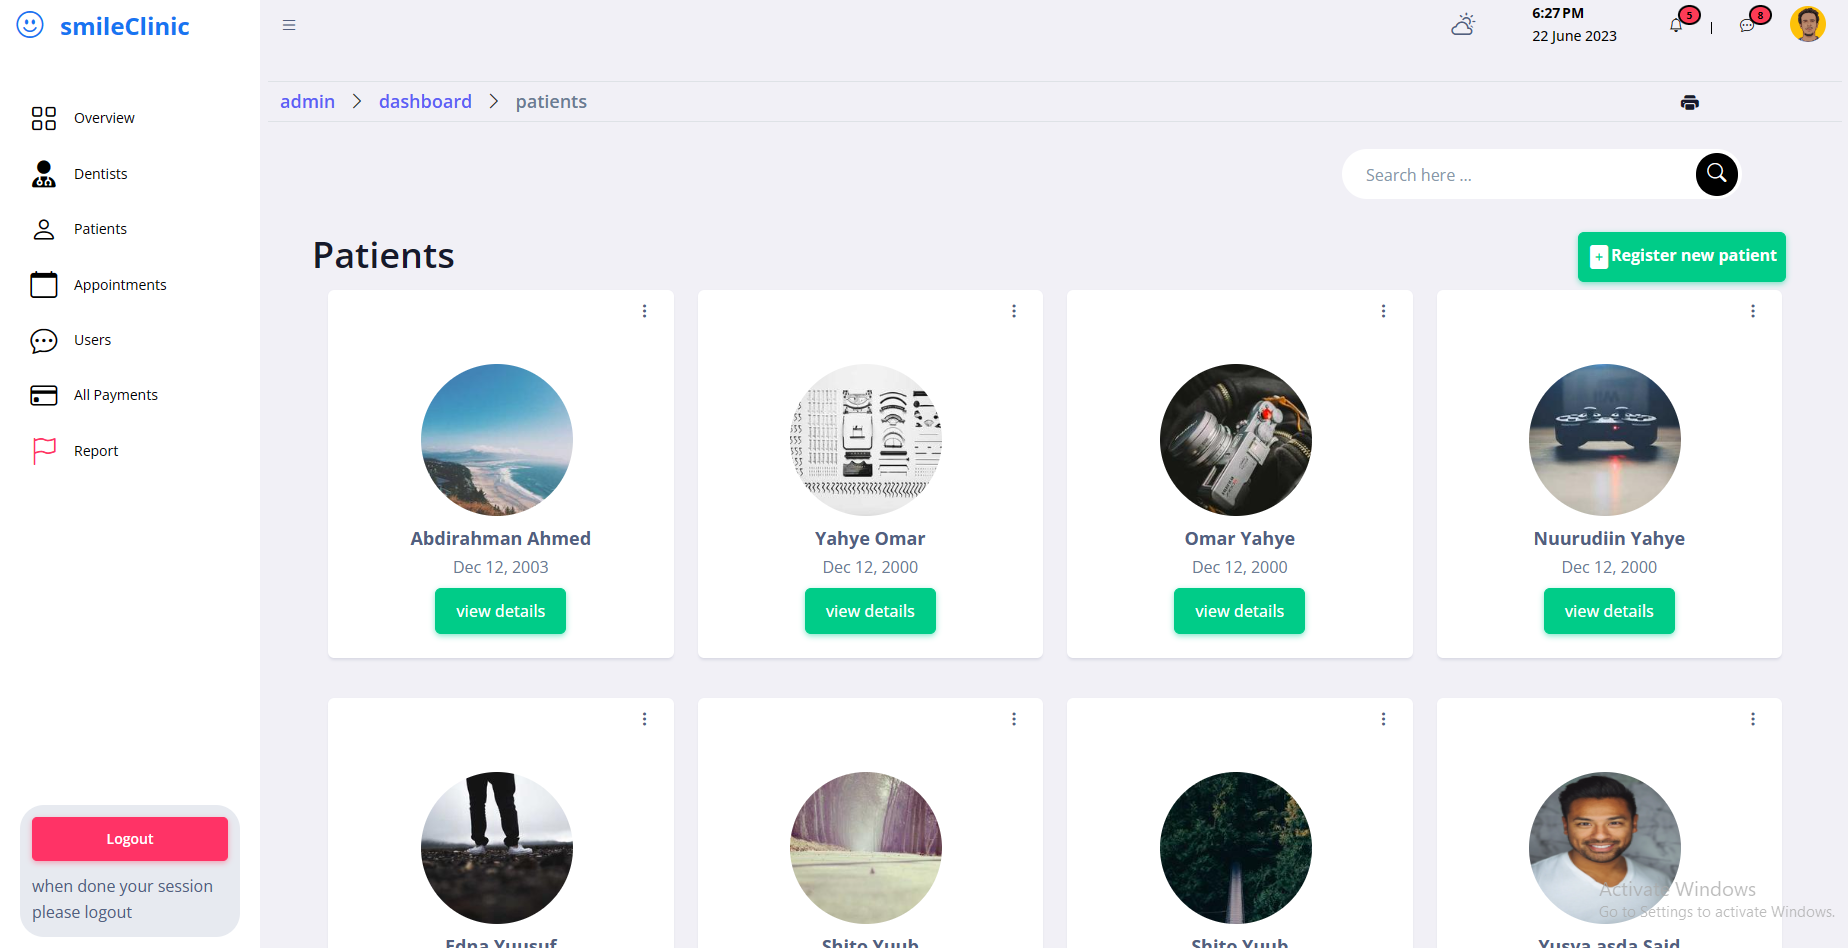 smileClinic
6:27 PM
22 June 2023
5
8
admin
dashboard
patients
Overview
Dentists
Patients
Appointments
Users
All Payments
Report
Search here ...
Patients
Register new patient
Abdirahman Ahmed
Dec 12, 2003
view details
Yahye Omar
Dec 12, 2000
view details
Omar Yahye
Dec 12, 2000
view details
Nuurudiin Yahye
Dec 12, 2000
view details
Edna Yuusuf
Shito Yuub
Shito Yuub
Yusya asda Said
Logout
when done your session
please logout
Activate Windows
Go to Settings to activate Windows.